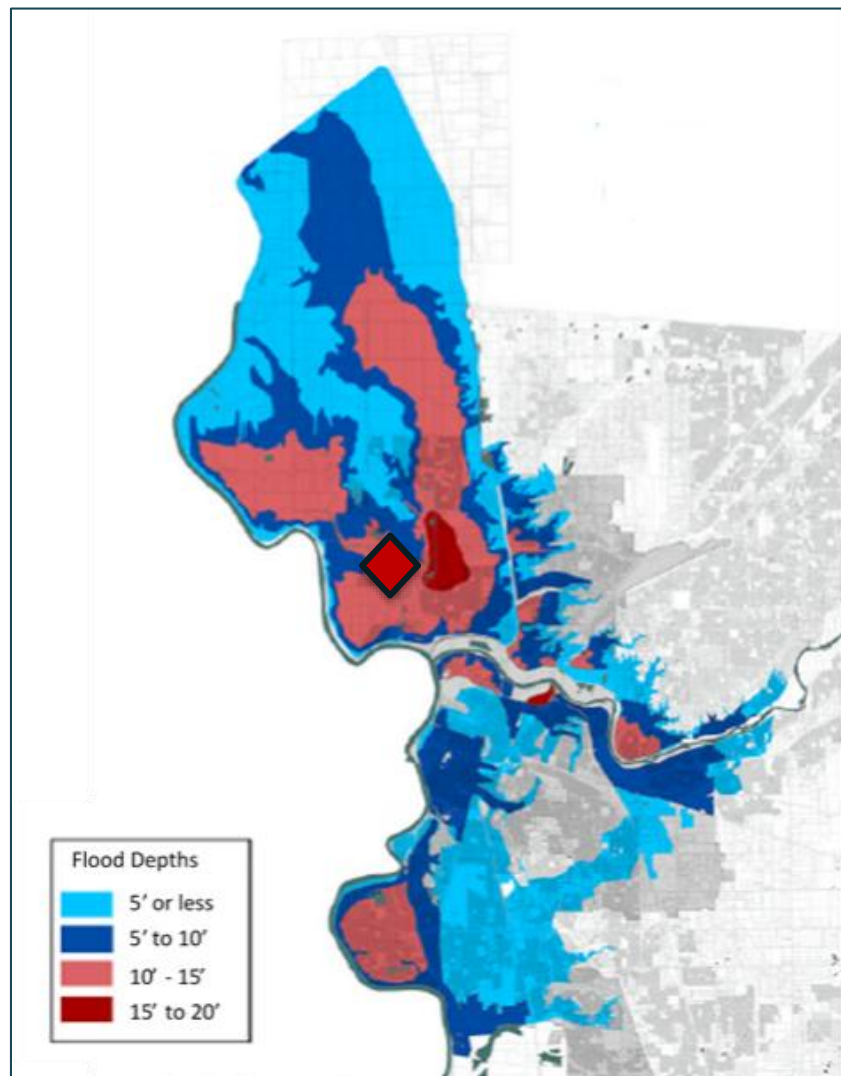 Flood Depths
5’ or less
5’ to 10’
10’ - 15’
15’ to 20’